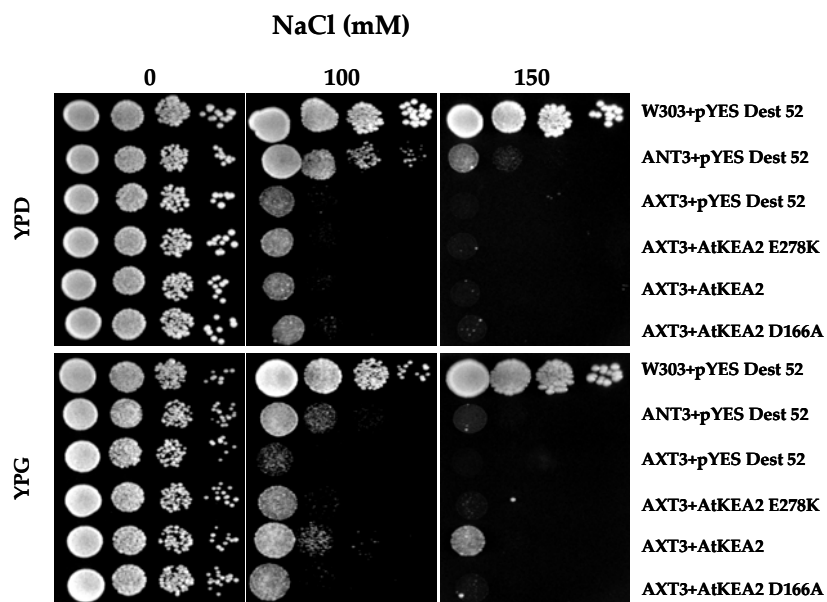 NaCl (mM)
0 100 150
YPD
W303+pYES Dest 52
ANT3+pYES Dest 52
AXT3+pYES Dest 52
AXT3+AtKEA2 E278K
AXT3+AtKEA2
AXT3+AtKEA2 D166A
YPG
W303+pYES Dest 52
ANT3+pYES Dest 52
AXT3+pYES Dest 52
AXT3+AtKEA2 E278K
AXT3+AtKEA2
AXT3+AtKEA2 D166A